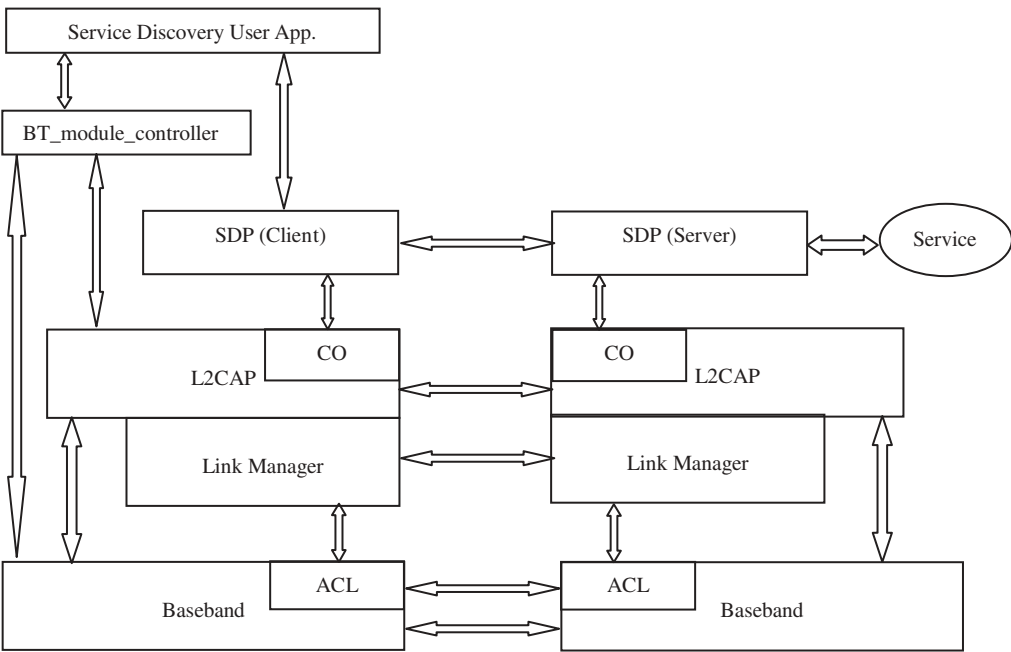 Service Discovery User App.
BT_module_controller
SDP (Client)
SDP (Server)
Service
CO
L2CAP
CO
L2CAP
Link Manager
Link Manager
ACL
Baseband
ACL
Baseband